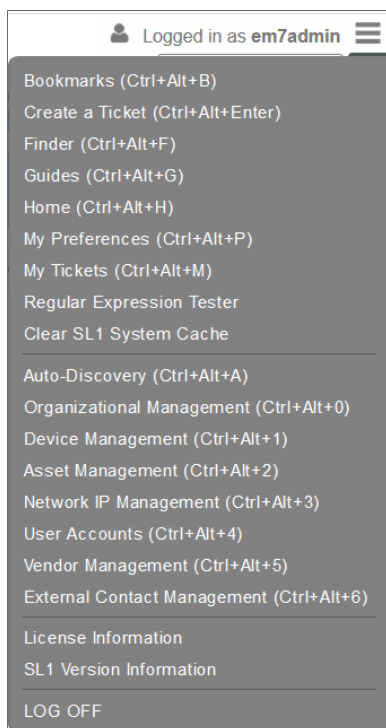 Logged in as em7admin
Bookmarks (Ctrl+Alt+B)
Create a Ticket (Ctrl+Alt+Enter)
Finder (Ctrl+Alt+F)
Guides (Ctrl+Alt+G)
Home (Ctrl+Alt+H)
My Preferences (Ctrl+Alt+P)
My Tickets (Ctrl+Alt+M)
Regular Expression Tester
Clear SL1 System Cache
Auto-Discovery (Ctrl+Alt+A)
Organizational Management (Ctrl+Alt+0)
Device Management (Ctrl+Alt+1)
Asset Management (Ctrl+Alt+2)
Network IP Management (Ctrl+Alt+3)
User Accounts (Ctrl+Alt+4)
Vendor Management (Ctrl+Alt+5)
External Contact Management (Ctrl+Alt+6)
License Information
SL1 Version Information
LOG OFF